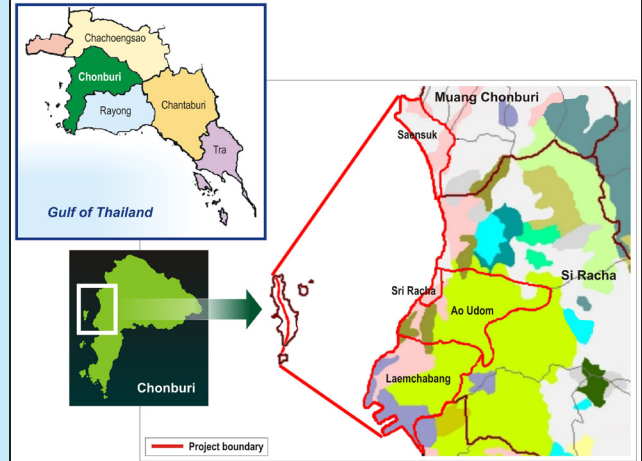 Chachoengsao
Chonburi
Rayong
Chantaburi
Tra
Gulf of Thailand
Chonburi
Muang Chonburi
Saensuk
Si Racha
Sri Racha
Ao Udom
Laemchabang
Project boundary